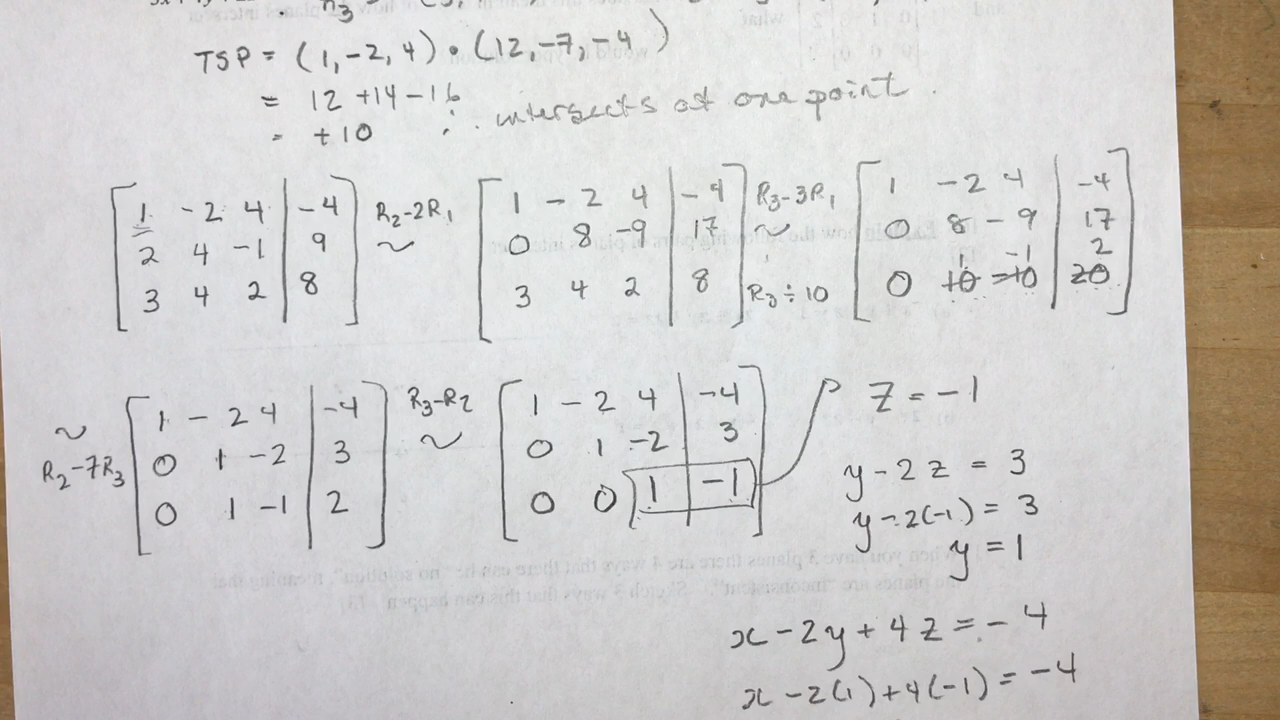 n₃
TSP = (1, -2, 4) • (12, -7, -4)
= 12 + 14 - 16
= +10 ∴ intersects at one point.
[1 -2 4 | -4] R₂-2R₁ [1 -2 4 | -4] R₃-3R₁ [1 -2 4 | -4]
[2 4 -1 | 9] ~ [0 8 -9 | 17] ~ [0 8 -9 | 17]
1 -1 2
[3 4 2 | 8] [3 4 2 | 8] R₃÷10 [0 10 -10 | 20]
[1 -2 4 | -4] R₃-R₂ [1 -2 4 | -4] z = -1
~ [0 1 -2 | 3] ~ [0 1 -2 | 3] y - 2z = 3
R₂-7R₃ [0 1 -1 | 2] [0 0 1 | -1] y - 2(-1) = 3
y = 1
x - 2y + 4z = -4
x - 2(1) + 4(-1) = -4